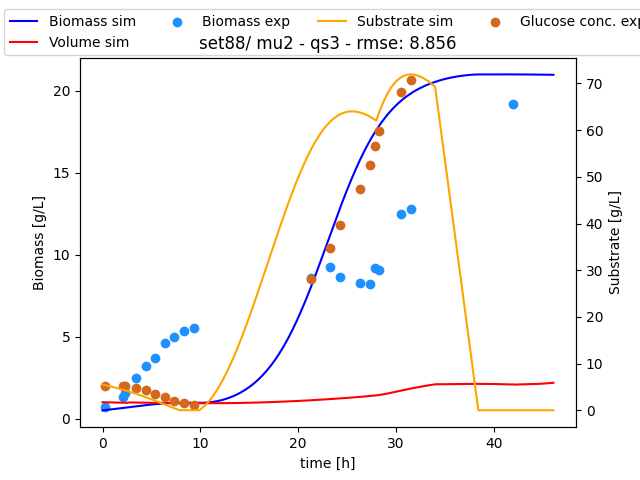 Biomass sim Biomass exp Substrate sim Glucose conc. exp
Volume sim
set88/ mu2 - qs3 - rmse: 8.856
20
15
10
5
0
Biomass [g/L]
70
60
50
40
30
20
10
0
Substrate [g/L]
0 10 20 30 40
time [h]